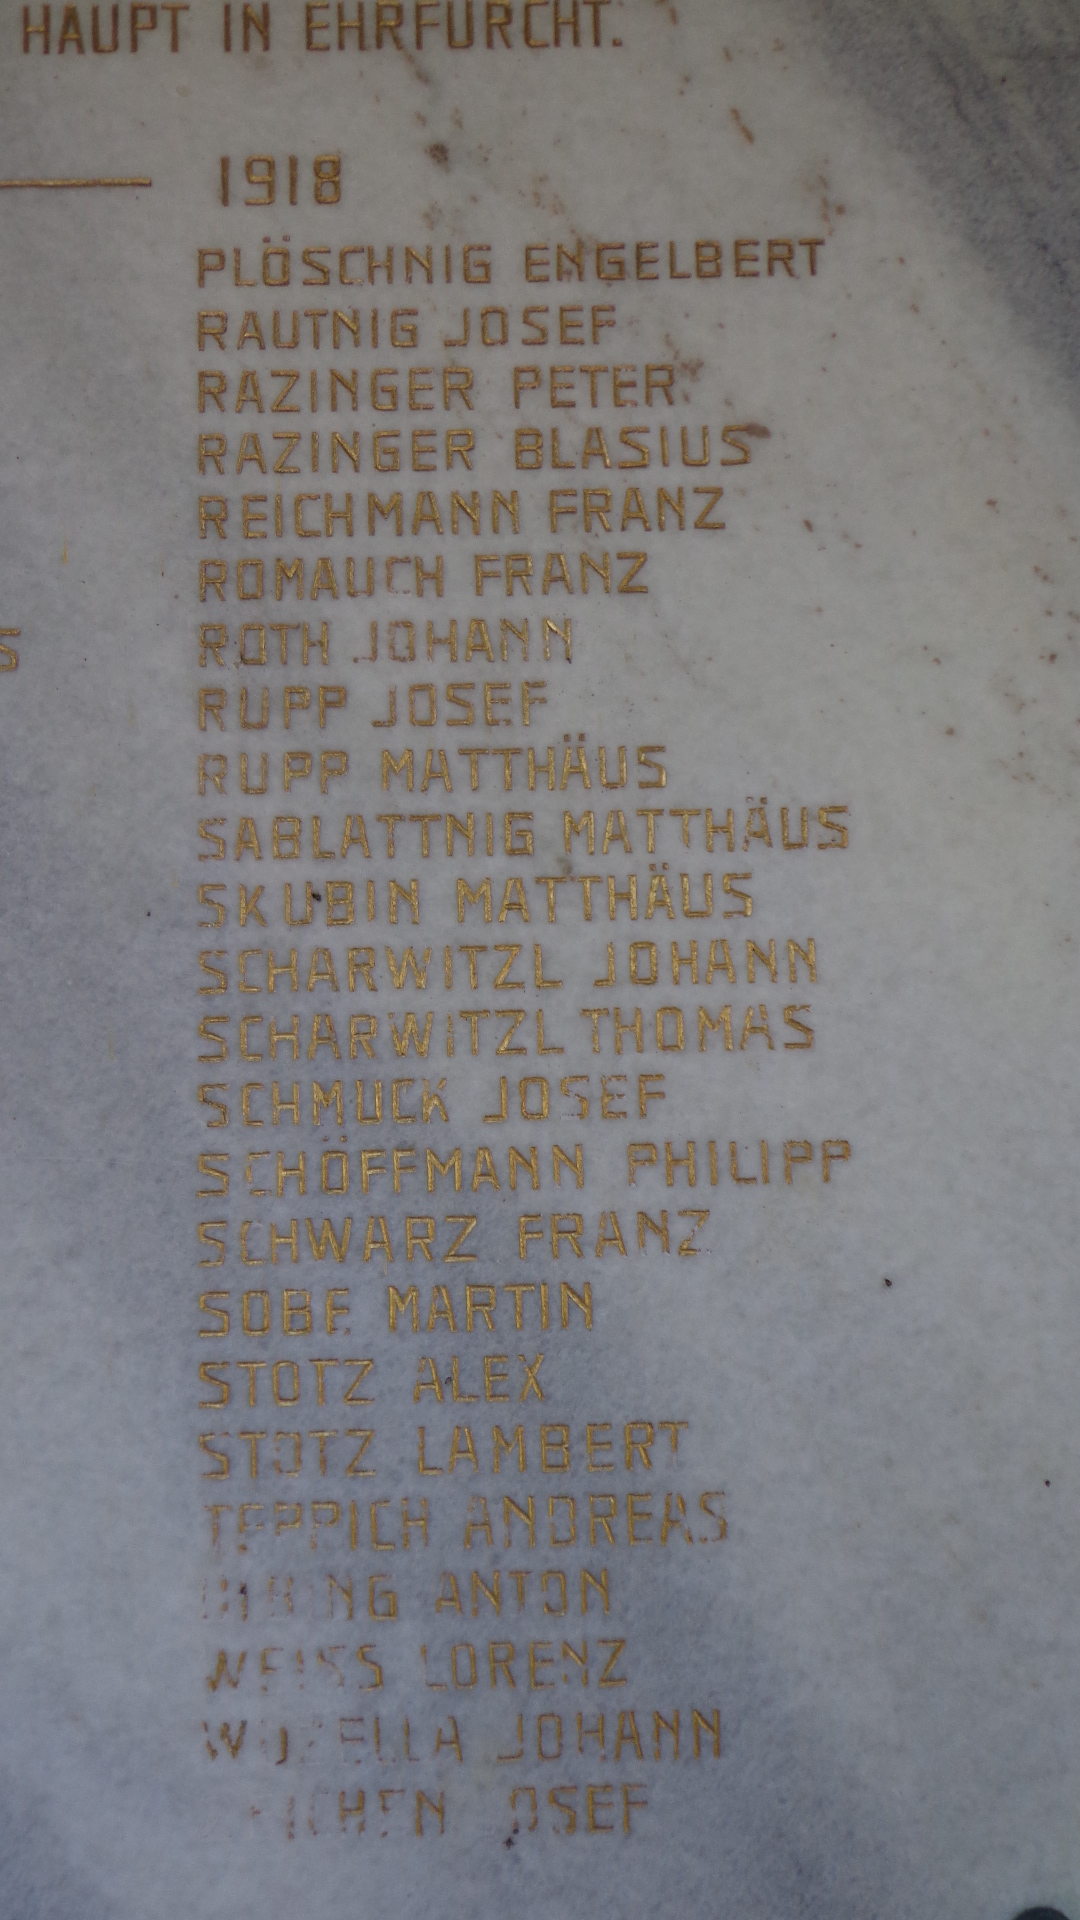 HAUPT IN EHRFURCHT.
1918
PLÖSCHNIG ENGELBERT
RAUTNIG JOSEF
RAZINGER PETER
RAZINGER BLASIUS
REICHMANN FRANZ
ROMAUCH FRANZ
ROTH JOHANN
RUPP JOSEF
RUPP MATTHÄUS
SABLATTNIG MATTHÄUS
SKUBIN MATTHÄUS
SCHARWITZL JOHANN
SCHARWITZL THOMAS
SCHMUCK JOSEF
SCHÖFFMANN PHILIPP
SCHWARZ FRANZ
SOBE MARTIN
STOTZ ALEX
STOTZ LAMBERT
TEPPICH ANDREAS
ANTON
WEISS LORENZ
JOHANN
JOSEF